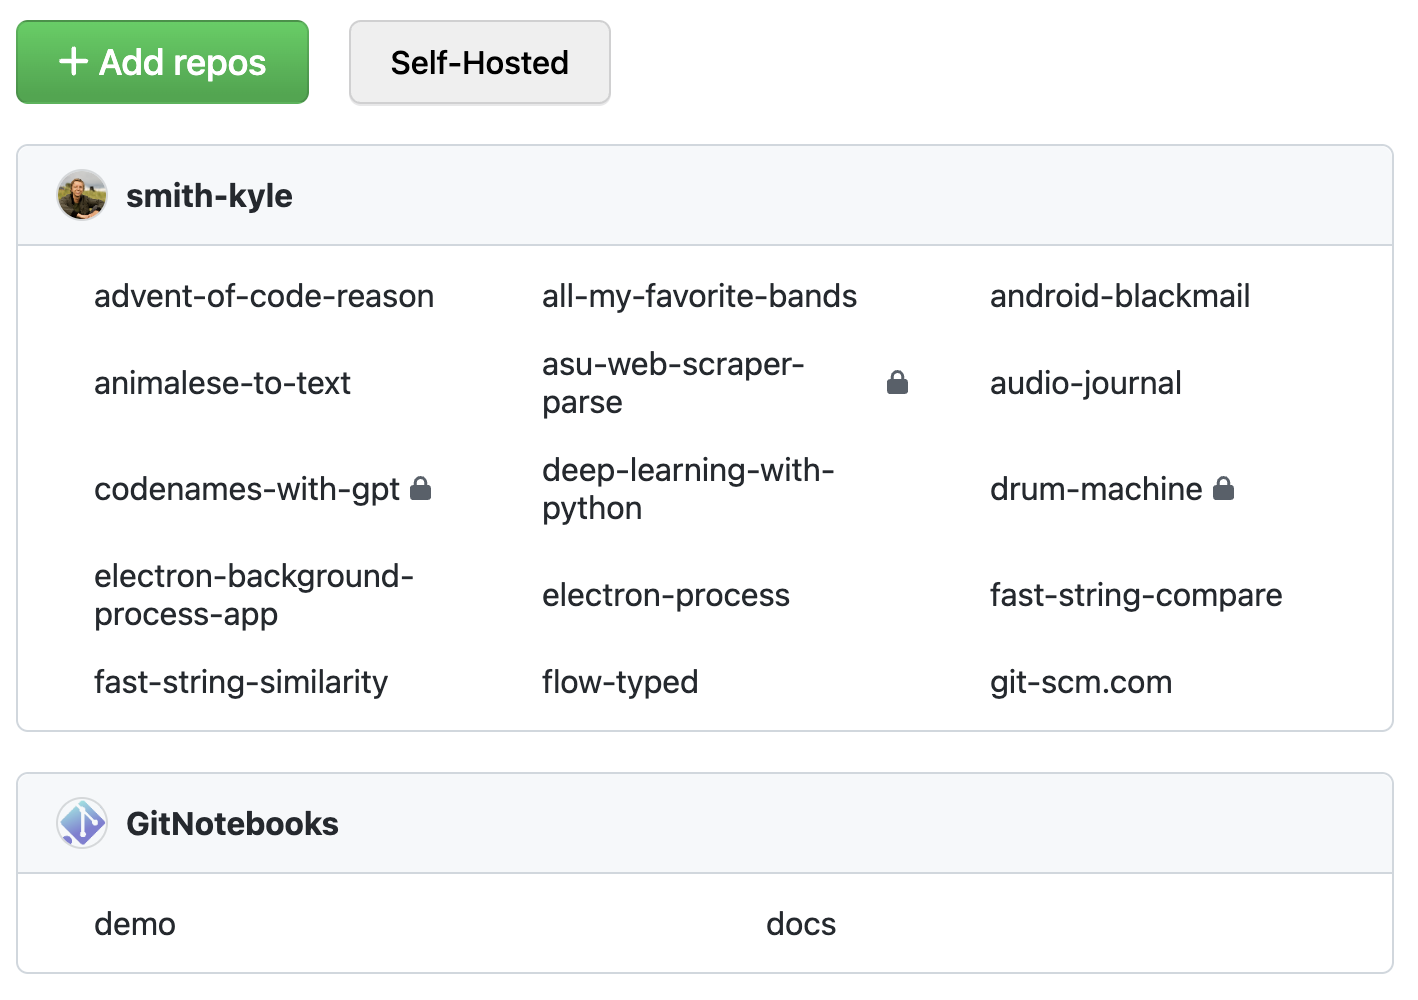 + Add repos
Self-Hosted
smith-kyle
advent-of-code-reason
all-my-favorite-bands
android-blackmail
animalese-to-text
asu-web-scraper-
parse
audio-journal
codenames-with-gpt
deep-learning-with-
python
drum-machine
electron-background-
process-app
electron-process
fast-string-compare
fast-string-similarity
flow-typed
git-scm.com
GitNotebooks
demo
docs